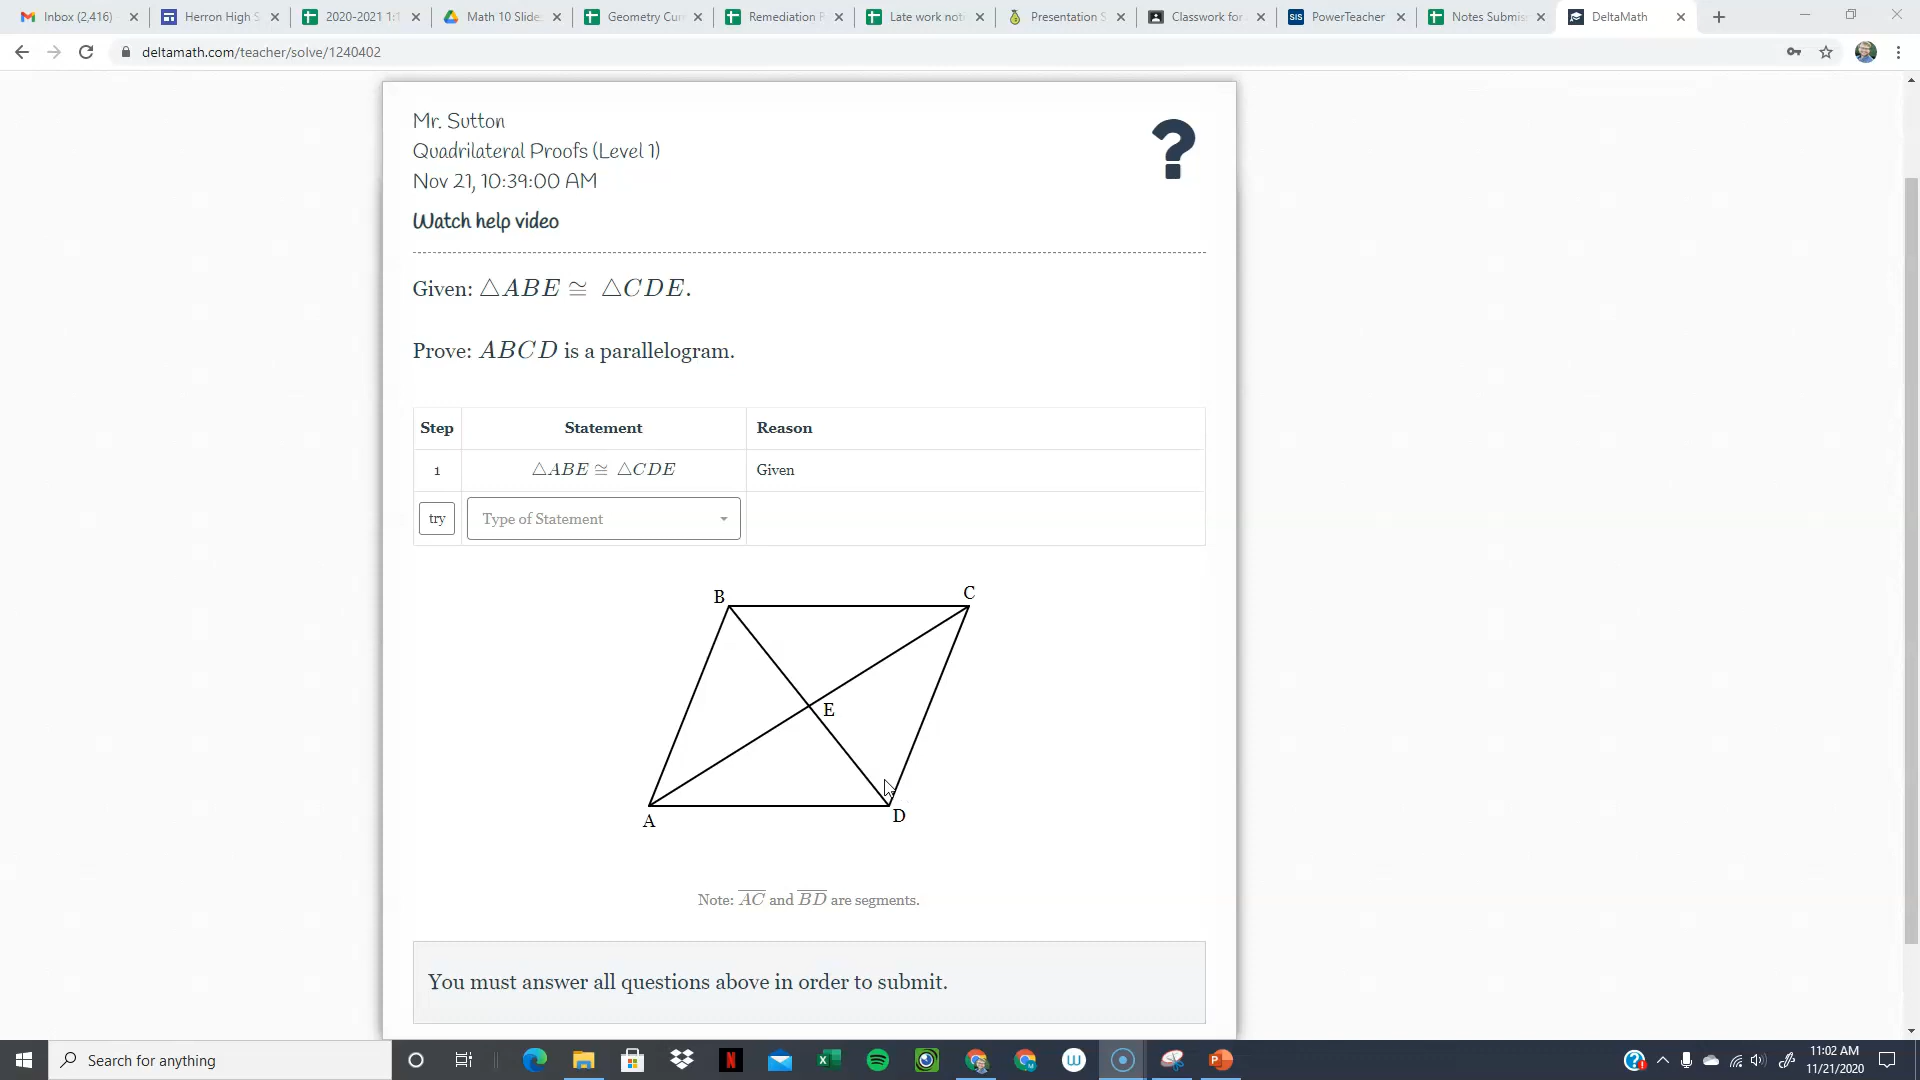 Inbox (2,416)
Herron High S
2020-2021 1:1
Math 10 Slide
Geometry Curr
Remediation P
Late work not
Presentation S
Classwork for
SIS PowerTeacher
Notes Submis
DeltaMath
deltamath.com/teacher/solve/1240402
Mr. Sutton
Quadrilateral Proofs (Level 1)
Nov 21, 10:39:00 AM
?
Watch help video
Given: △ABE ≅ △CDE.
Prove: ABCD is a parallelogram.
Step Statement Reason
1 △ABE ≅ △CDE Given
try Type of Statement
B C
E
A D
Note: A̅C̅ and B̅D̅ are segments.
You must answer all questions above in order to submit.
Search for anything
11:02 AM
11/21/2020